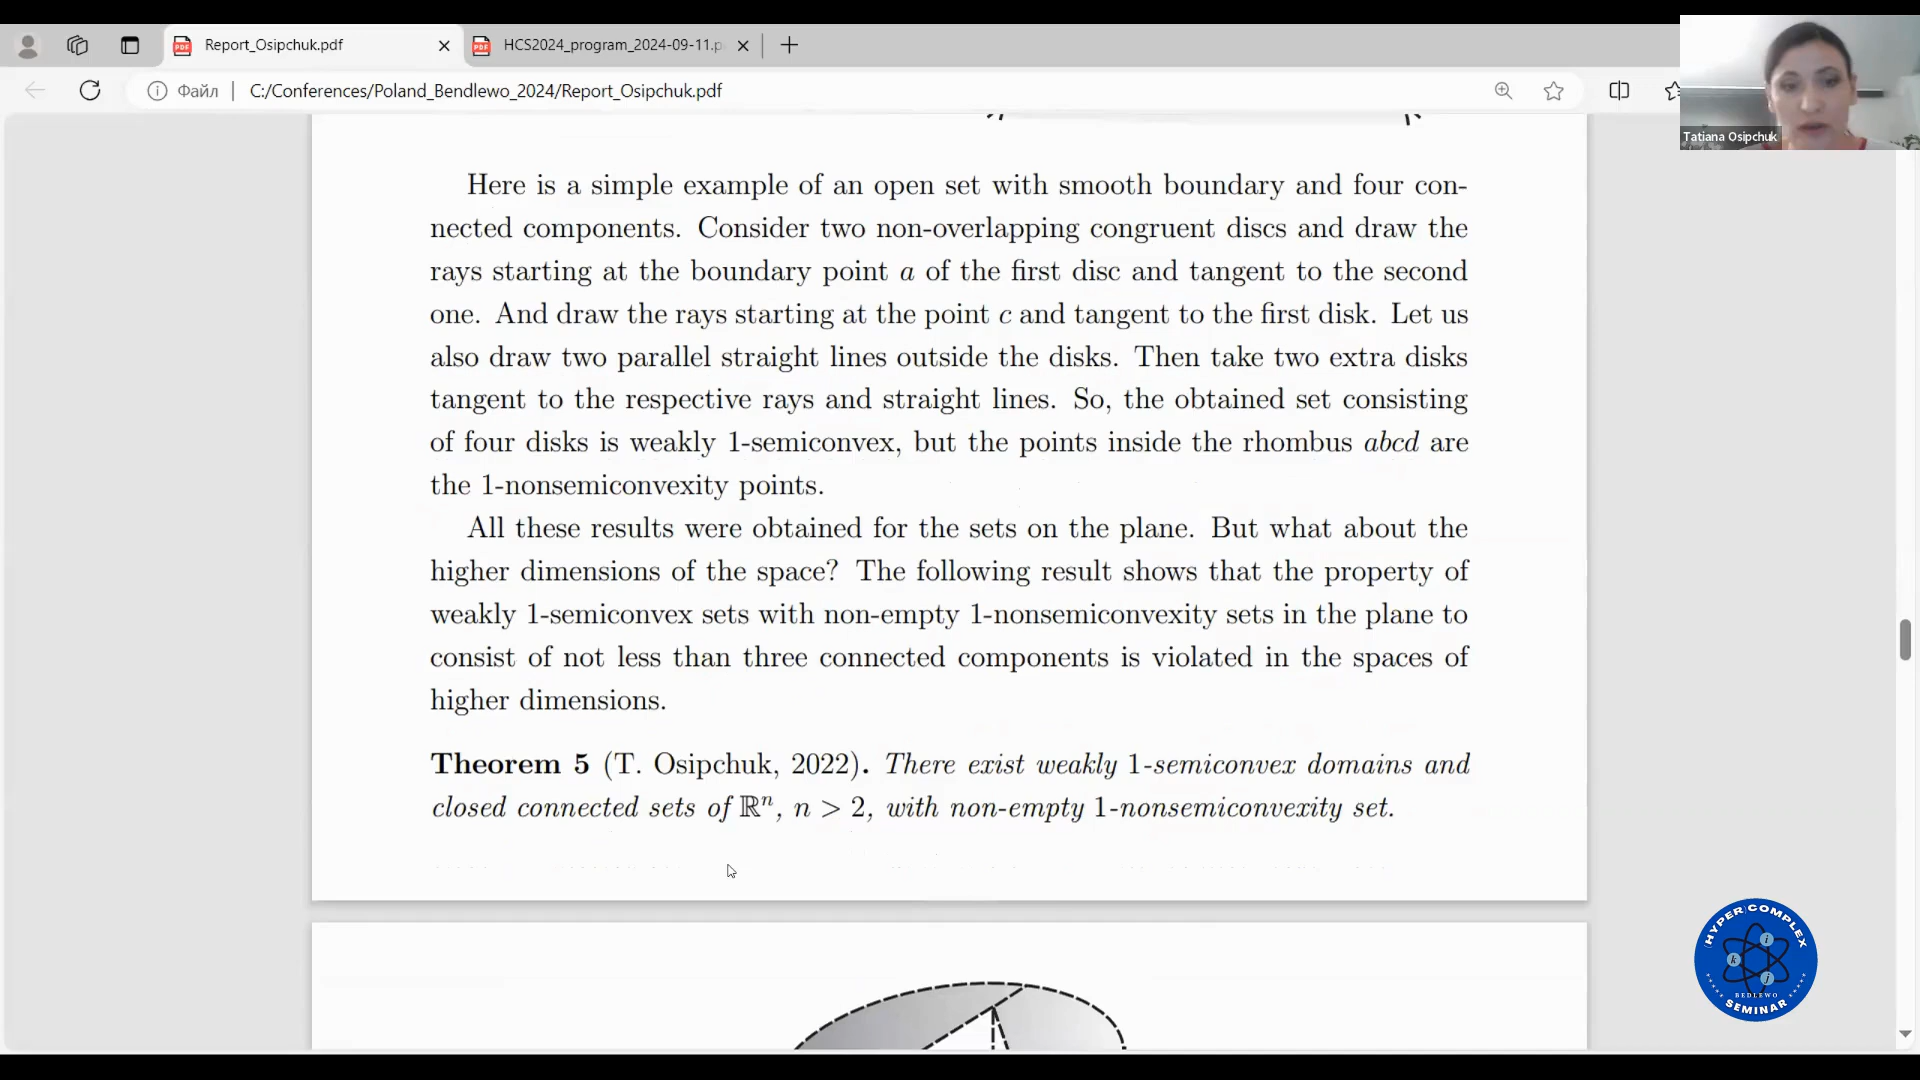 Report_Osipchuk.pdf
HCS2024_program_2024-09-11.p
Файл
C:/Conferences/Poland_Bendlewo_2024/Report_Osipchuk.pdf
Tatiana Osipchuk
Here is a simple example of an open set with smooth boundary and four con-
nected components. Consider two non-overlapping congruent discs and draw the
rays starting at the boundary point a of the first disc and tangent to the second
one. And draw the rays starting at the point c and tangent to the first disk. Let us
also draw two parallel straight lines outside the disks. Then take two extra disks
tangent to the respective rays and straight lines. So, the obtained set consisting
of four disks is weakly 1-semiconvex, but the points inside the rhombus abcd are
the 1-nonsemiconvexity points.
All these results were obtained for the sets on the plane. But what about the
higher dimensions of the space? The following result shows that the property of
weakly 1-semiconvex sets with non-empty 1-nonsemiconvexity sets in the plane to
consist of not less than three connected components is violated in the spaces of
higher dimensions.
Theorem 5 (T. Osipchuk, 2022). There exist weakly 1-semiconvex domains and
closed connected sets of ℝⁿ, n > 2, with non-empty 1-nonsemiconvexity set.
HYPERCOMPLEX
i
k
j
BEDLEWO
SEMINAR